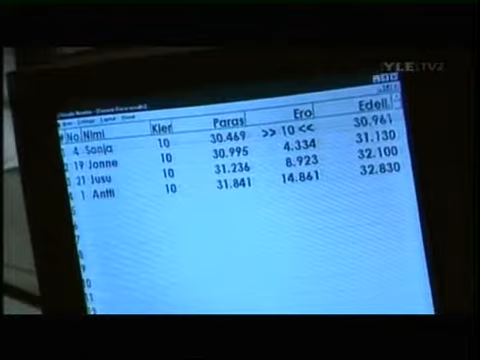 YLE TV2
No. Nimi Kier Paras Ero Edell.
4 Sonja 10 30.469 >> 10 << 30.961
19 Jonne 10 30.995 4.334 31.130
21 Jusu 10 31.236 8.923 32.100
1 Antti 10 31.841 14.861 32.830